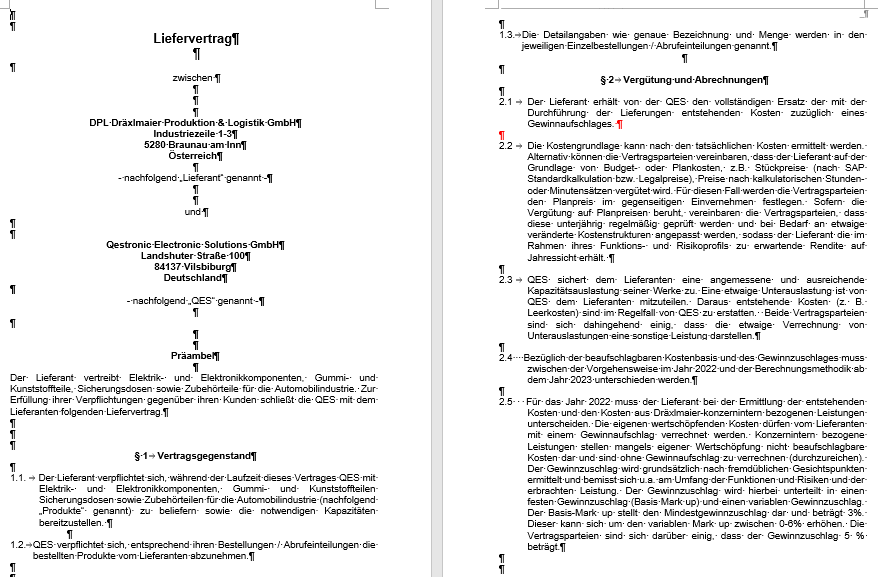 Liefervertrag
zwischen
DPL Dräxlmaier Produktion & Logistik GmbH
Industriezeile 1-3
5280 Braunau am Inn
Österreich
- nachfolgend „Lieferant“ genannt -
und
Qestronic Electronic Solutions GmbH
Landshuter Straße 100
84137 Vilsbiburg
Deutschland
- nachfolgend „QES“ genannt -
Präambel
Der Lieferant vertreibt Elektrik- und Elektronikkomponenten, Gummi- und
Kunststoffteile, Sicherungsdosen sowie Zubehörteile für die Automobilindustrie. Zur
Erfüllung ihrer Verpflichtungen gegenüber ihren Kunden schließt die QES mit dem
Lieferanten folgenden Liefervertrag.
§ 1 Vertragsgegenstand
1.1. Der Lieferant verpflichtet sich, während der Laufzeit dieses Vertrages QES mit
Elektrik- und Elektronikkomponenten, Gummi- und Kunststoffteilen
Sicherungsdosen sowie Zubehörteilen für die Automobilindustrie (nachfolgend
„Produkte“ genannt) zu beliefern sowie die notwendigen Kapazitäten
bereitzustellen.
1.2. QES verpflichtet sich, entsprechend ihren Bestellungen / Abrufeinteilungen die
bestellten Produkte vom Lieferanten abzunehmen.
1.3. Die Detailangaben wie genaue Bezeichnung und Menge werden in den
jeweiligen Einzelbestellungen / Abrufeinteilungen genannt.
§ 2 Vergütung und Abrechnungen
2.1 Der Lieferant erhält von der QES den vollständigen Ersatz der mit der
Durchführung der Lieferungen entstehenden Kosten zuzüglich eines
Gewinnaufschlages.
2.2 Die Kostengrundlage kann nach den tatsächlichen Kosten ermittelt werden.
Alternativ können die Vertragsparteien vereinbaren, dass der Lieferant auf der
Grundlage von Budget- oder Plankosten, z.B. Stückpreise (nach SAP-
Standardkalkulation bzw. Legalpreise), Preise nach kalkulatorischen Stunden-
oder Minutensätzen vergütet wird. Für diesen Fall werden die Vertragsparteien
den Planpreis im gegenseitigen Einvernehmen festlegen. Sofern die
Vergütung auf Planpreisen beruht, vereinbaren die Vertragsparteien, dass
diese unterjährig regelmäßig geprüft werden und bei Bedarf an etwaige
veränderte Kostenstrukturen angepasst werden, sodass der Lieferant die im
Rahmen ihres Funktions- und Risikoprofils zu erwartende Rendite auf
Jahressicht erhält.
2.3 QES sichert dem Lieferanten eine angemessene und ausreichende
Kapazitätsauslastung seiner Werke zu. Eine etwaige Unterauslastung ist von
QES dem Lieferanten mitzuteilen. Daraus entstehende Kosten (z. B.
Leerkosten) sind im Regelfall von QES zu erstatten. Beide Vertragsparteien
sind sich dahingehend einig, dass die etwaige Verrechnung von
Unterauslastungen eine sonstige Leistung darstellen.
2.4 Bezüglich der beaufschlagbaren Kostenbasis und des Gewinnzuschlages muss
zwischen der Vorgehensweise im Jahr 2022 und der Berechnungsmethodik ab
dem Jahr 2023 unterschieden werden.
2.5 Für das Jahr 2022 muss der Lieferant bei der Ermittlung der entstehenden
Kosten und den Kosten aus Dräxlmaier-konzernintern bezogenen Leistungen
unterscheiden. Die eigenen wertschöpfenden Kosten dürfen vom Lieferanten
mit einem Gewinnaufschlag verrechnet werden. Konzernintern bezogene
Leistungen stellen mangels eigener Wertschöpfung nicht beaufschlagbare
Kosten dar und sind ohne Gewinnaufschlag zu verrechnen (durchzureichen).
Der Gewinnzuschlag wird grundsätzlich nach fremdüblichen Gesichtspunkten
ermittelt und bemisst sich u.a. am Umfang der Funktionen und Risiken und der
erbrachten Leistung. Der Gewinnzuschlag wird hierbei unterteilt in einen
festen Gewinnzuschlag (Basis Mark up) und einen variablen Gewinnzuschlag.
Der Basis-Mark up stellt den Mindestgewinnzuschlag dar und beträgt 3%.
Dieser kann sich um den variablen Mark up zwischen 0-6% erhöhen. Die
Vertragsparteien sind sich darüber einig, dass der Gewinnzuschlag 5 %
beträgt.